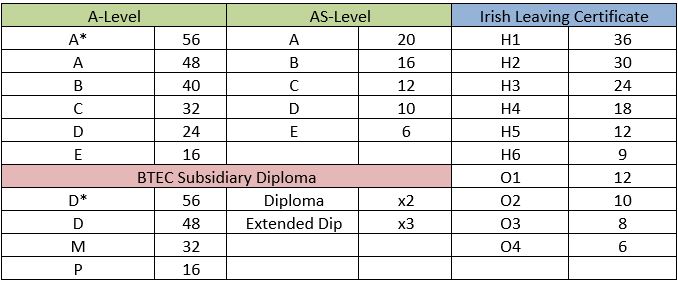 A-Level AS-Level Irish Leaving Certificate
A* 56 A 20 H1 36
A 48 B 16 H2 30
B 40 C 12 H3 24
C 32 D 10 H4 18
D 24 E 6 H5 12
E 16 H6 9
BTEC Subsidiary Diploma O1 12
D* 56 Diploma x2 O2 10
D 48 Extended Dip x3 O3 8
M 32 O4 6
P 16